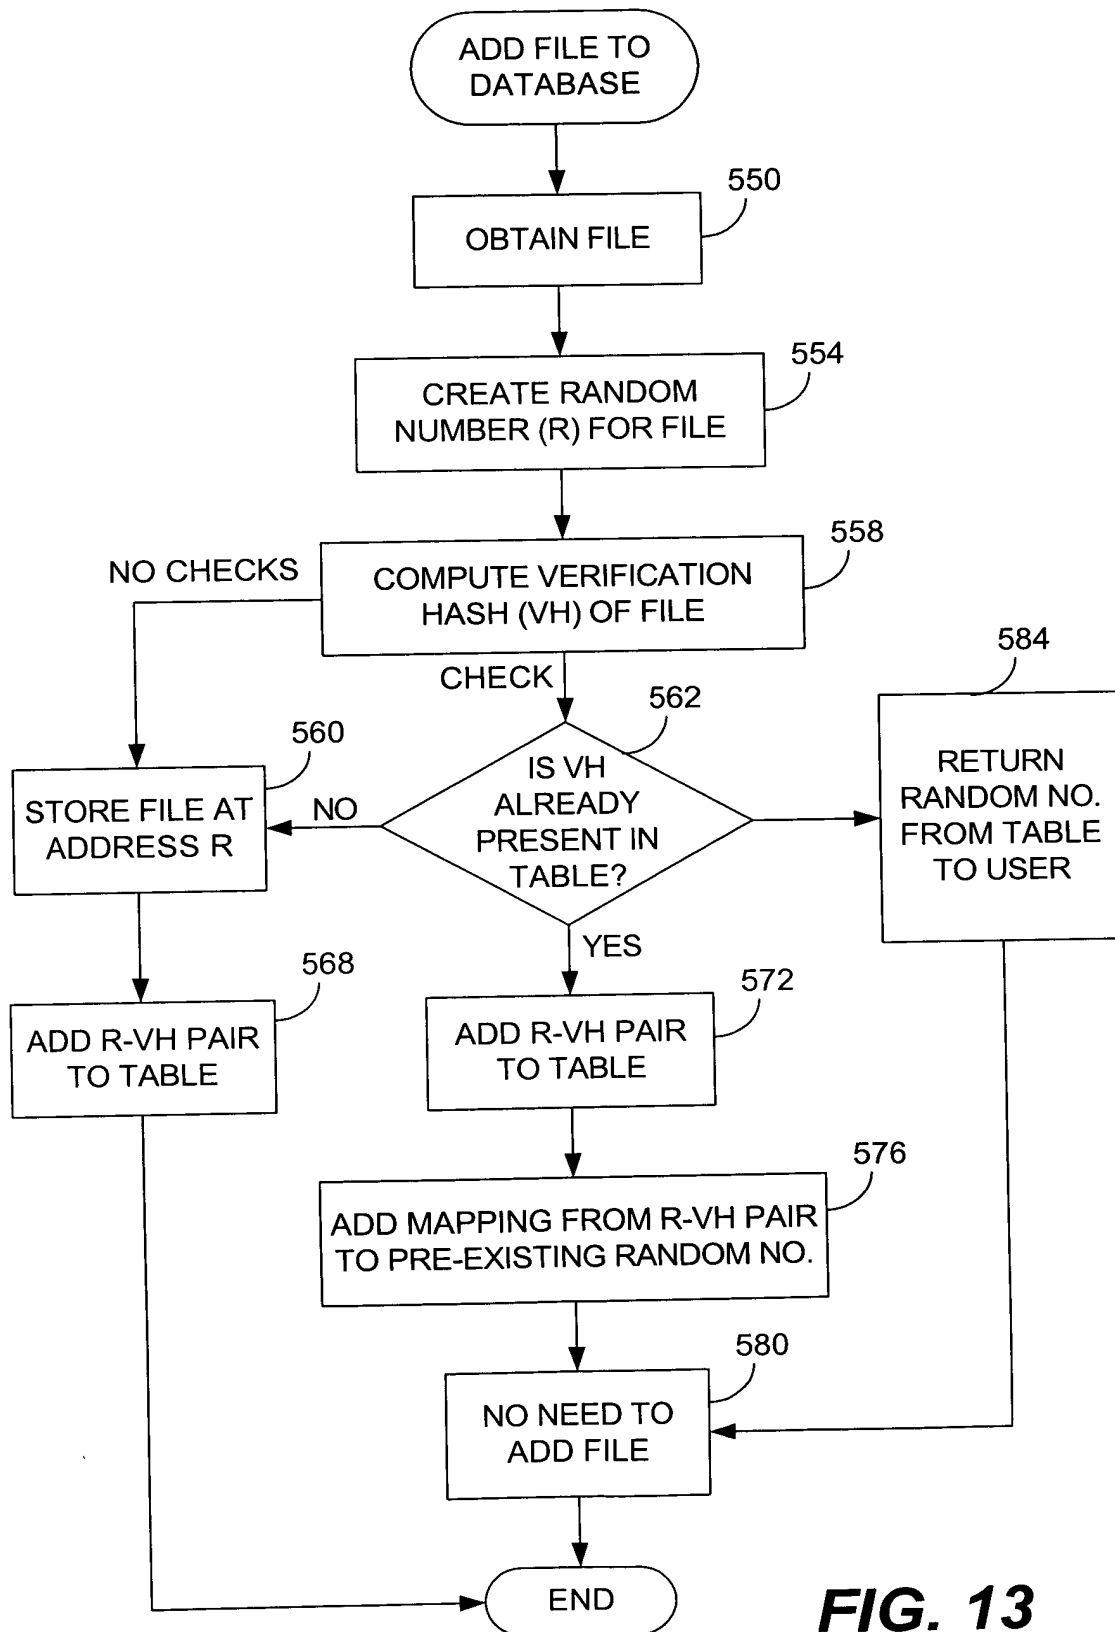 ADD FILE TO
DATABASE
550
OBTAIN FILE
554
CREATE RANDOM
NUMBER (R) FOR FILE
558
NO CHECKS
COMPUTE VERIFICATION
HASH (VH) OF FILE
CHECK
562
584
560
IS VH
ALREADY
PRESENT IN
TABLE?
STORE FILE AT
ADDRESS R
NO
RETURN
RANDOM NO.
FROM TABLE
TO USER
YES
568
572
ADD R-VH PAIR
TO TABLE
ADD R-VH PAIR
TO TABLE
576
ADD MAPPING FROM R-VH PAIR
TO PRE-EXISTING RANDOM NO.
580
NO NEED TO
ADD FILE
END
FIG. 13